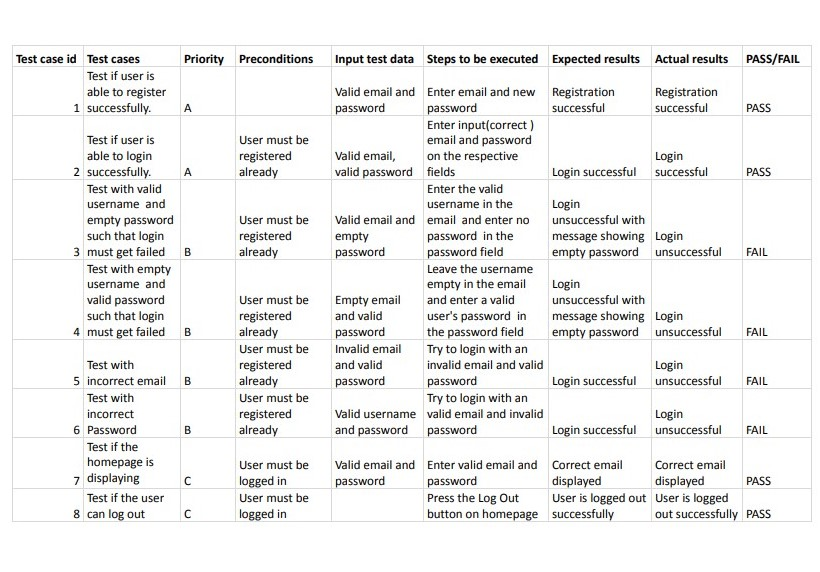 Test case id Test cases Priority Preconditions Input test data Steps to be executed Expected results Actual results PASS/FAIL
Test if user is
able to register Valid email and Enter email and new Registration Registration
1 successfully. A password password successful successful PASS
Enter input(correct )
Test if user is User must be email and password
able to login registered Valid email, on the respective Login
2 successfully. A already valid password fields Login successful successful PASS
Test with valid Enter the valid
username and username in the Login
empty password User must be Valid email and email and enter no unsuccessful with
such that login registered empty password in the message showing Login
3 must get failed B already password password field empty password unsuccessful FAIL
Test with empty Leave the username
username and empty in the email Login
valid password User must be Empty email and enter a valid unsuccessful with
such that login registered and valid user's password in message showing Login
4 must get failed B already password the password field empty password unsuccessful FAIL
User must be Invalid email Try to login with an
Test with registered and valid invalid email and valid Login
5 incorrect email B already password password Login successful unsuccessful FAIL
Test with User must be Try to login with an
incorrect registered Valid username valid email and invalid Login
6 Password B already and password password Login successful unsuccessful FAIL
Test if the
homepage is User must be Valid email and Enter valid email and Correct email Correct email
7 displaying C logged in password password displayed displayed PASS
Test if the user User must be Press the Log Out User is logged out User is logged
8 can log out C logged in button on homepage successfully out successfully PASS